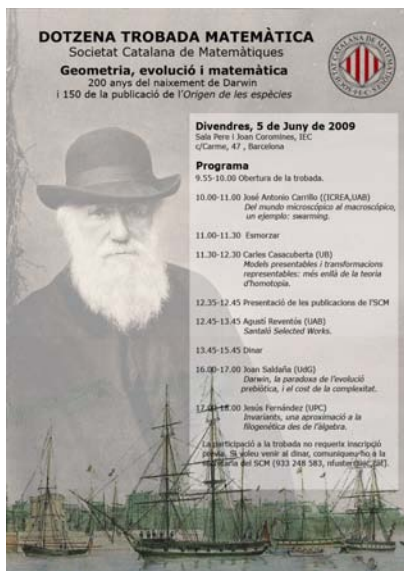 DOTZENA TROBADA MATEMÀTICA
Societat Catalana de Matemàtiques
Geometria, evolució i matemàtica
200 anys del naixement de Darwin
i 150 de la publicació de l'Origen de les espècies
SOCIETAT CATALANA DE MATEMÀTIQUES
Divendres, 5 de Juny de 2009
Sala Pere i Joan Coromines, IEC
c/Carme, 47 , Barcelona
Programa
9.55-10.00 Obertura de la trobada.
10.00-11.00 José Antonio Carrillo ((ICREA,UAB)
Del mundo microscópico al macroscópico,
un ejemplo: swarming.
11.00-11.30 Esmorzar
11.30-12.30 Carles Casacuberta (UB)
Models presentables i transformacions
representables: més enllà de la teoria
d'homotopia.
12.35-12.45 Presentació de les publicacions de l'SCM
12.45-13.45 Agustí Reventós (UAB)
Santaló Selected Works.
13.45-15.45 Dinar
16.00-17.00 Joan Saldaña (UdG)
Darwin, la paradoxa de l'evolució
prebiòtica, i el cost de la complexitat.
17.00-18.00 Jesús Fernández (UPC)
Invariants, una aproximació a la
filogenètica des de l'àlgebra.
La participació a la trobada no requerix inscripció
prèvia. Si voleu venir al dinar, comuniqueu-ho a la
secretaria del SCM (933 248 583, nfuster@iec.cat).